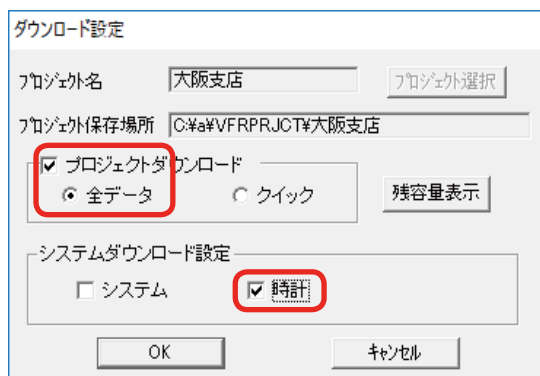 ダウンロード設定
プロジェクト名 大阪支店 プロジェクト選択
プロジェクト保存場所 C:¥a¥VFRPRJCT¥大阪支店
プロジェクトダウンロード
全データ クイック 残容量表示
システムダウンロード設定
システム 時計
OK キャンセル